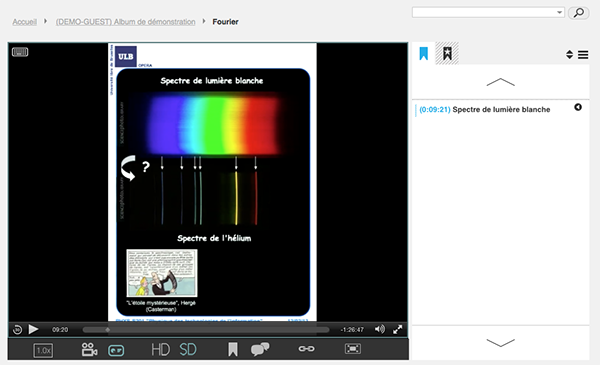 Accueil (DEMO-GUEST) Album de démonstration Fourier
ULB
OPERA
Spectre de lumière blanche
?
Spectre de l'hélium
"L'étoile mystérieuse", Hergé
(Casterman)
09:20
-1:26:47
1.0x
HD SD
(0:09:21) Spectre de lumière blanche